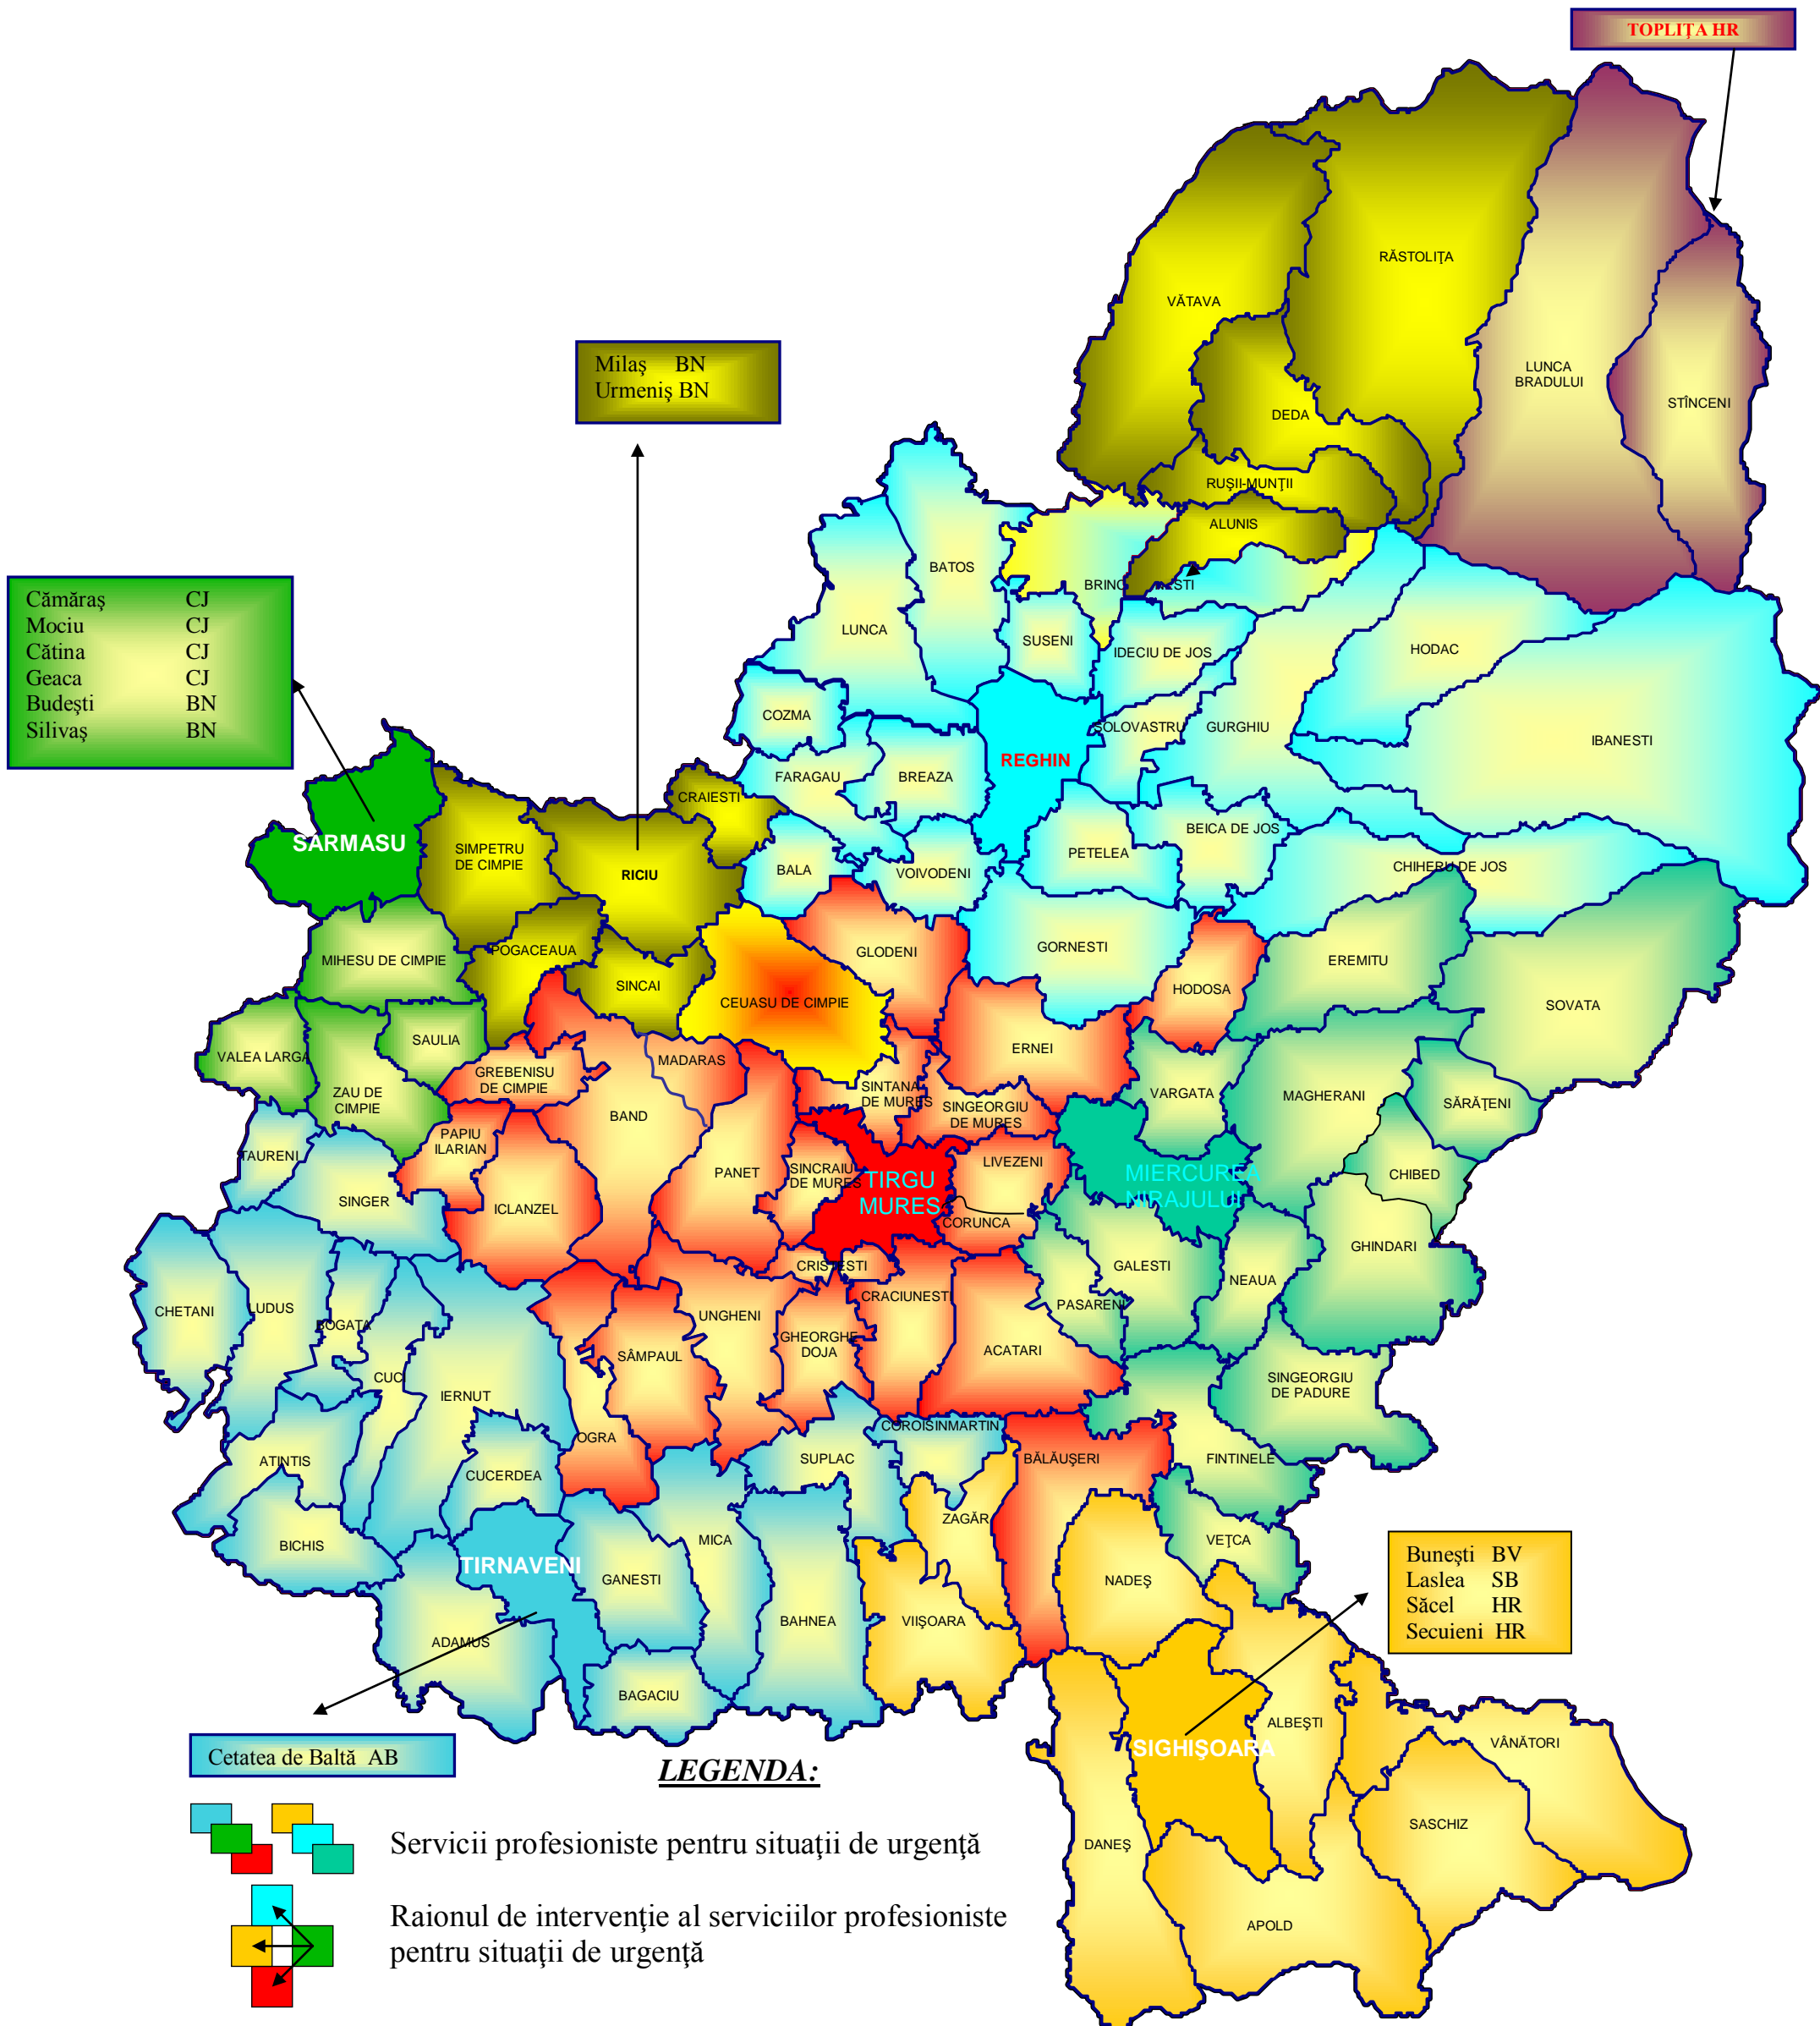 TOPLIŢA HR
RĂSTOLIŢA
VĂTAVA
LUNCA
BRADULUI
STÎNCENI
DEDA
RUŞII-MUNŢII
ALUNIS
Milaş BN
Urmeniş BN
BATOS
BRINC
ESTI
LUNCA
SUSENI
IDECIU DE JOS
HODAC
Cămăraş CJ
Mociu CJ
Cătina CJ
Geaca CJ
Budeşti BN
Silivaş BN
COZMA
SOLOVASTRU
GURGHIU
IBANESTI
REGHIN
FARAGAU
BREAZA
CRAIESTI
SARMASU
SIMPETRU
DE CIMPIE
RICIU
BALA
VOIVODENI
PETELEA
BEICA DE JOS
CHIHERU DE JOS
MIHESU DE CIMPIE
POGACEAUA
SINCAI
CEUASU DE CIMPIE
GLODENI
GORNESTI
HODOSA
EREMITU
SOVATA
VALEA LARGA
SAULIA
ZAU DE
CIMPIE
GREBENISU
DE CIMPIE
MADARAS
BAND
SINTANA
DE MURES
ERNEI
SINGEORGIU
DE MURES
VARGATA
MAGHERANI
SĂRĂŢENI
CHIBED
TAURENI
SINGER
PAPIU
ILARIAN
ICLANZEL
PANET
SINCRAIU
DE MURES
TIRGU
MURES
LIVEZENI
CORUNCA
MIERCUREA
NIRAJULUI
GHINDARI
CHETANI
LUDUS
BOGATA
CUC
IERNUT
SÂMPAUL
UNGHENI
CRISTESTI
GHEORGHE
DOJA
CRACIUNESTI
ACATARI
PASARENI
GALESTI
NEAUA
SINGEORGIU
DE PADURE
ATINTIS
CUCERDEA
OGRA
SUPLAC
COROISINMARTIN
BĂLĂUŞERI
FINTINELE
BICHIS
TIRNAVENI
GANESTI
MICA
BAHNEA
ZAGĂR
VIIŞOARA
NADEŞ
VEŢCA
Buneşti BV
Laslea SB
Săcel HR
Secuieni HR
ADAMUS
BAGACIU
ALBEŞTI
SIGHIŞOARA
VÂNĂTORI
SASCHIZ
DANEŞ
APOLD
Cetatea de Baltă AB
LEGENDA:
Servicii profesioniste pentru situaţii de urgenţă
Raionul de intervenţie al serviciilor profesioniste
pentru situaţii de urgenţă